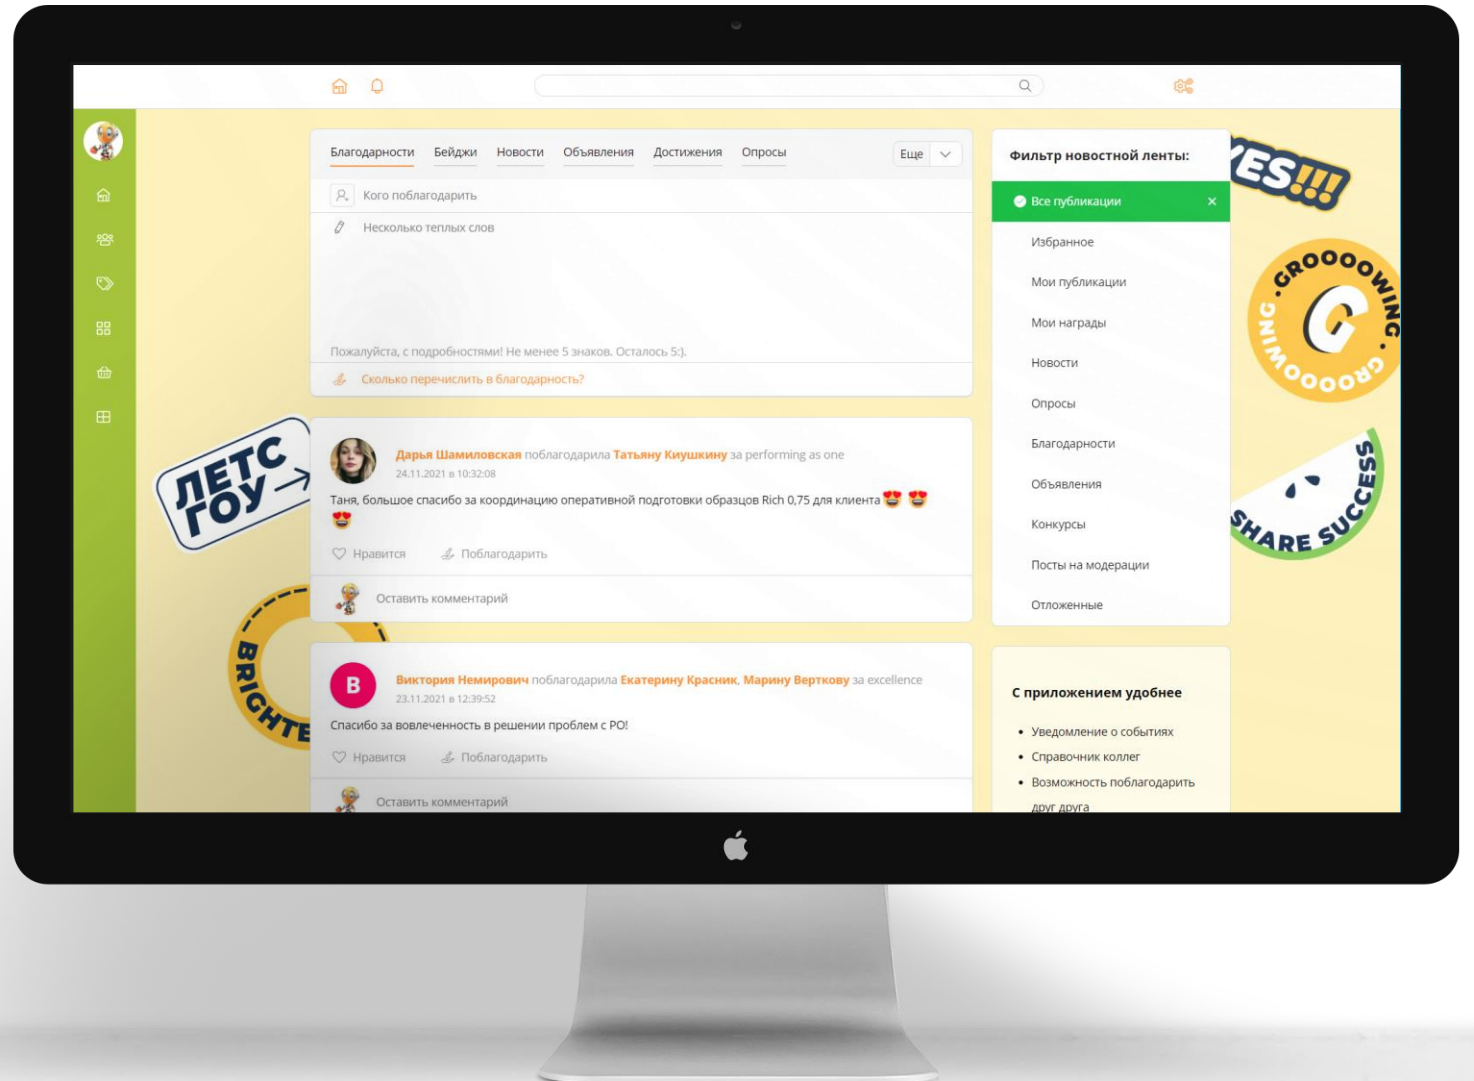 Благодарности Бейджи Новости Объявления Достижения Опросы Еще
Кого поблагодарить
Несколько теплых слов
Пожалуйста, с подробностями! Не менее 5 знаков. Осталось 5:).
Сколько перечислить в благодарность?
Дарья Шамиловская поблагодарила Татьяну Киушкину за performing as one
24.11.2021 в 10:32:08
Таня, большое спасибо за координацию оперативной подготовки образцов Rich 0,75 для клиента
Нравится Поблагодарить
Оставить комментарий
В
Виктория Немирович поблагодарила Екатерину Красник, Марину Верткову за excellence
23.11.2021 в 12:39:52
Спасибо за вовлеченность в решении проблем с РО!
Нравится Поблагодарить
Оставить комментарий
Фильтр новостной ленты:
Все публикации
Избранное
Мои публикации
Мои награды
Новости
Опросы
Благодарности
Объявления
Конкурсы
Посты на модерации
Отложенные
С приложением удобнее
• Уведомление о событиях
• Справочник коллег
• Возможность поблагодарить
друг друга
ЛЕТС
ГОУ
BRIGHTE
YES!!!
GROOOOWING. GROOOOWING.
G
SHARE SUCCESS